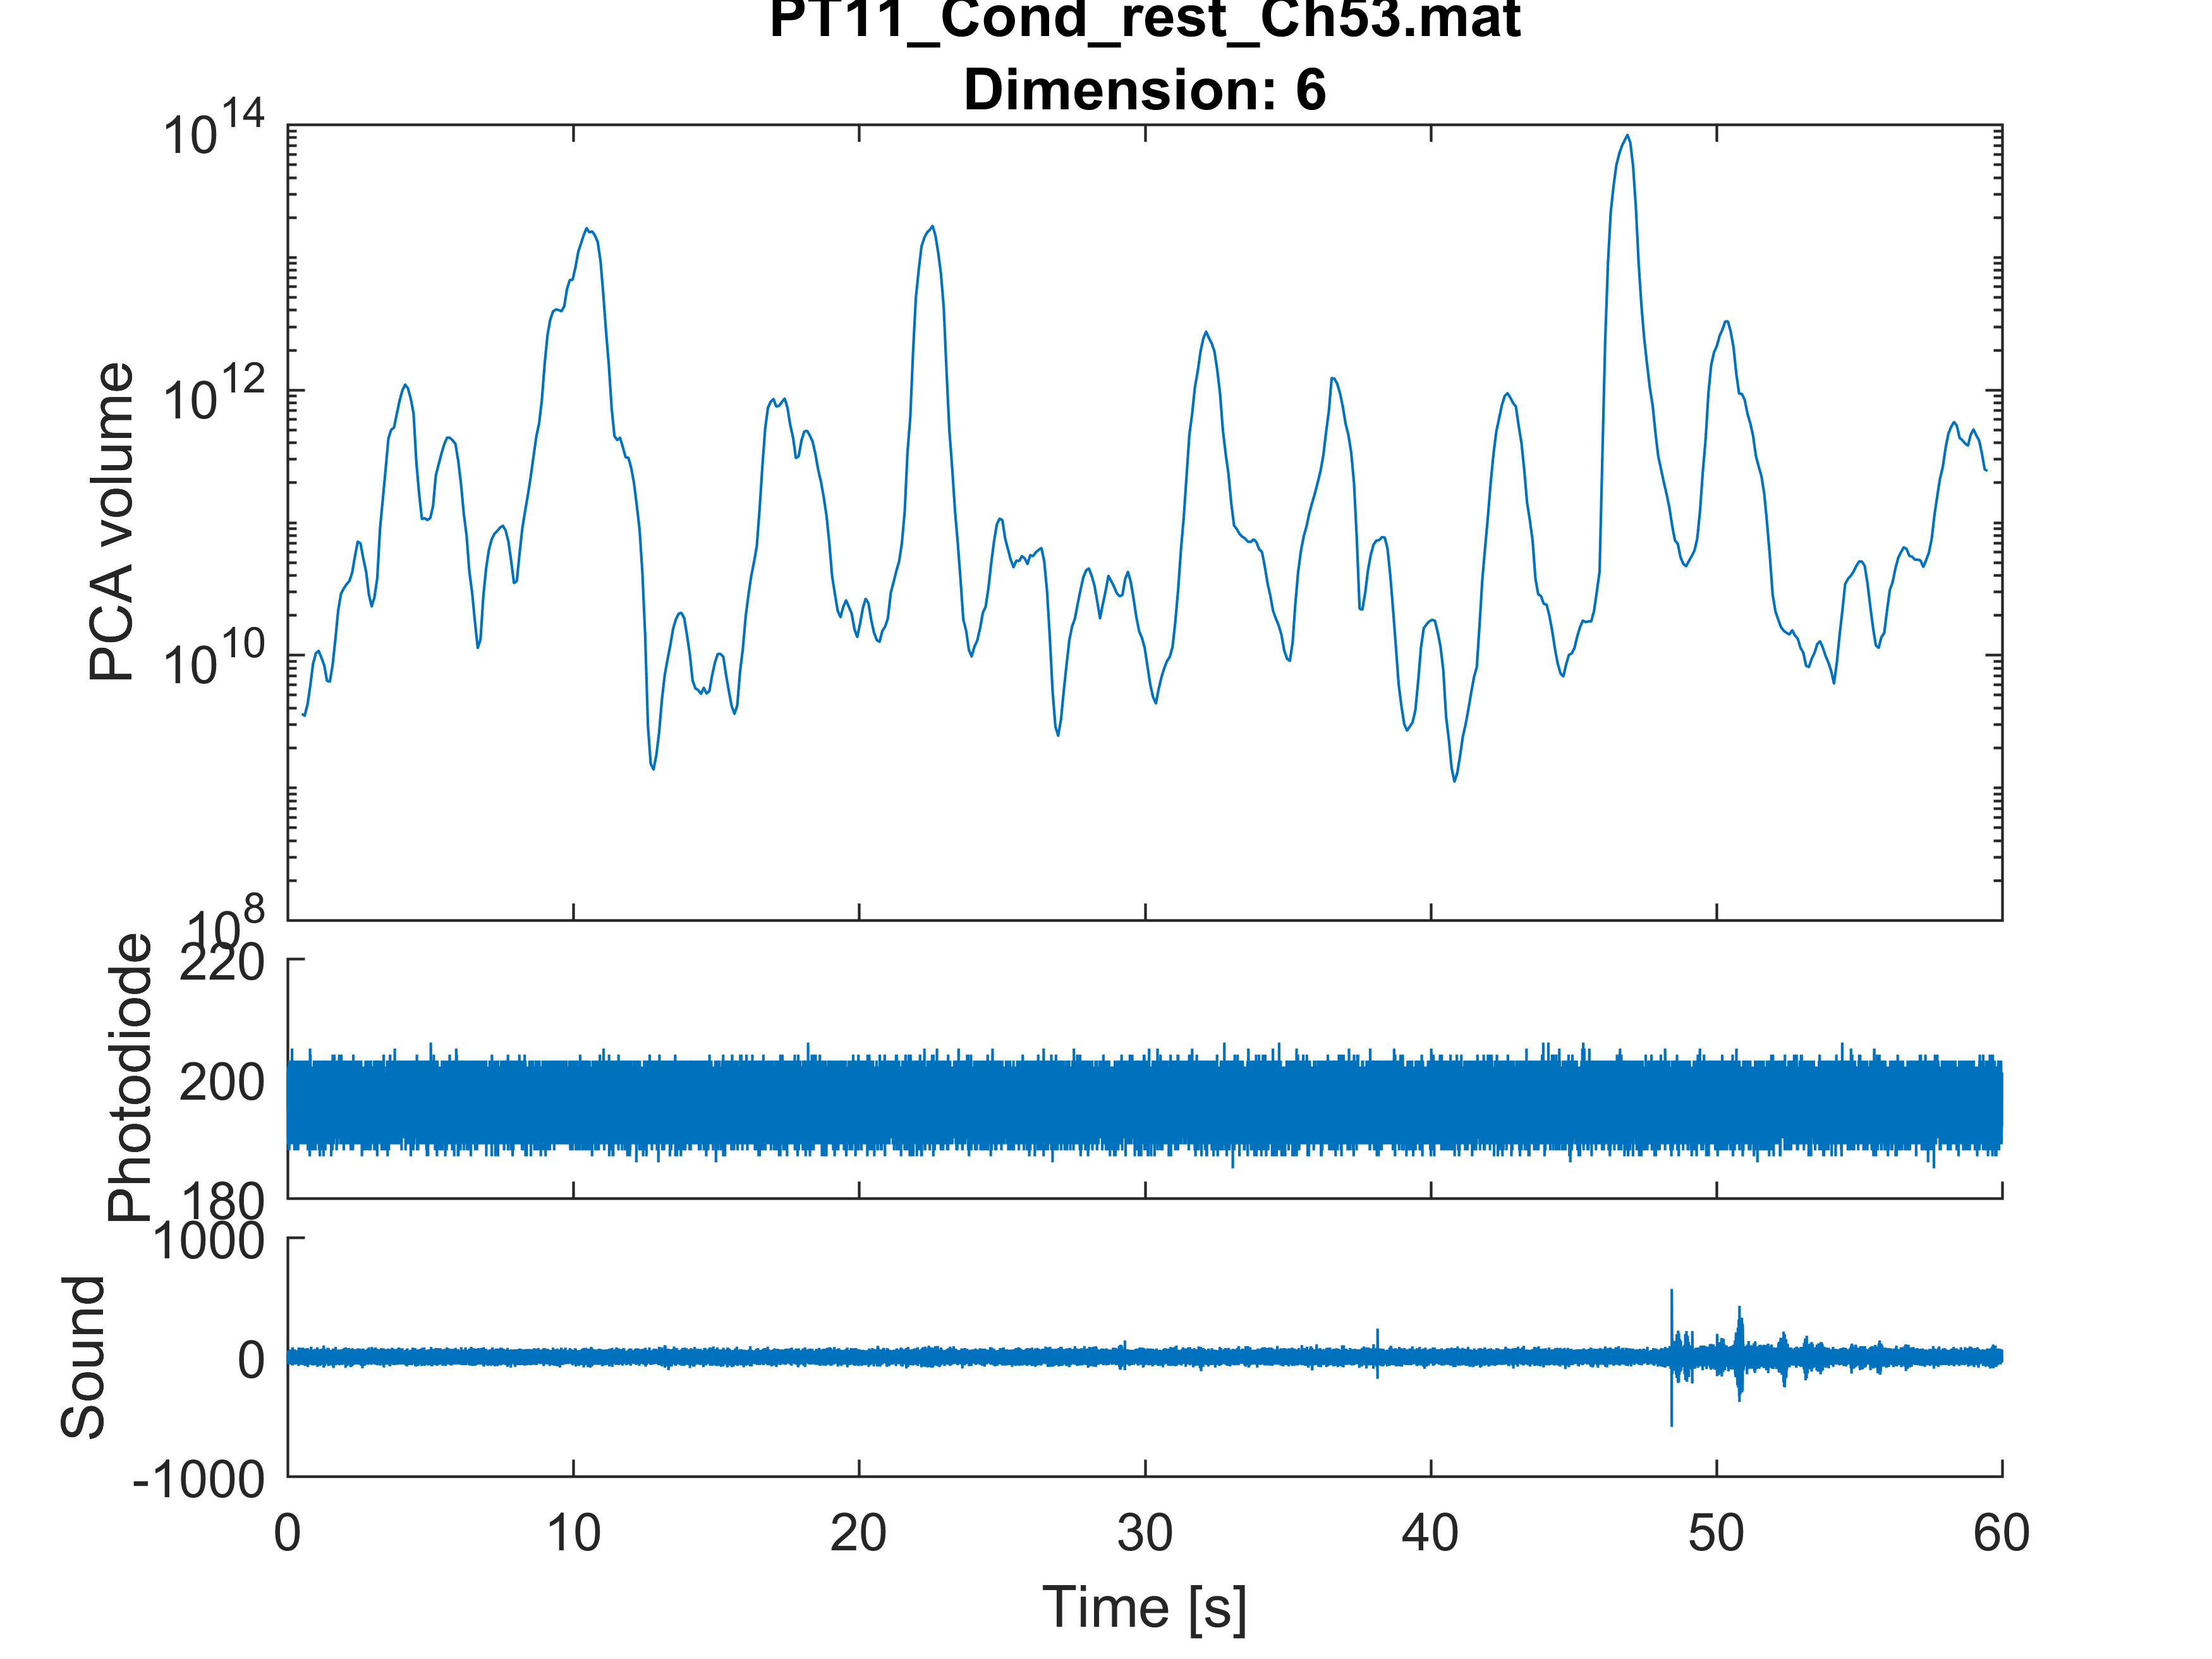 PT11_Cond_rest_Ch53.mat
Dimension: 6
10^14
10^12
10^10
10^8
PCA volume
220
200
180
Photodiode
1000
0
-1000
Sound
0 10 20 30 40 50 60
Time [s]